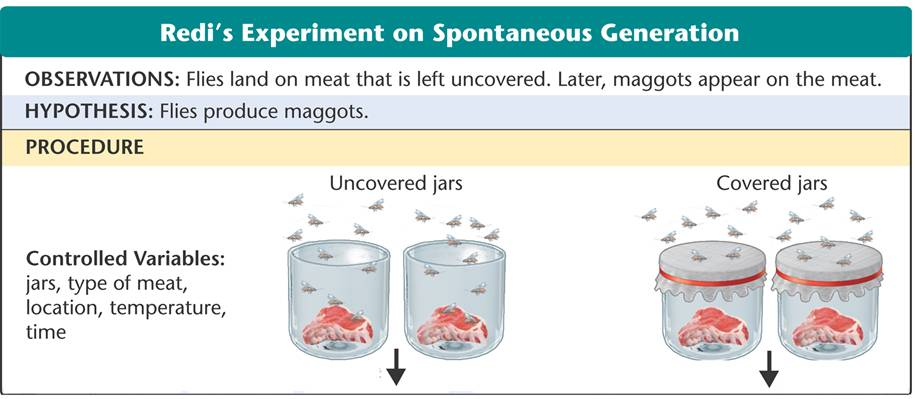 Redi's Experiment on Spontaneous Generation
OBSERVATIONS: Flies land on meat that is left uncovered. Later, maggots appear on the meat.
HYPOTHESIS: Flies produce maggots.
PROCEDURE
Uncovered jars
Covered jars
Controlled Variables:
jars, type of meat,
location, temperature,
time